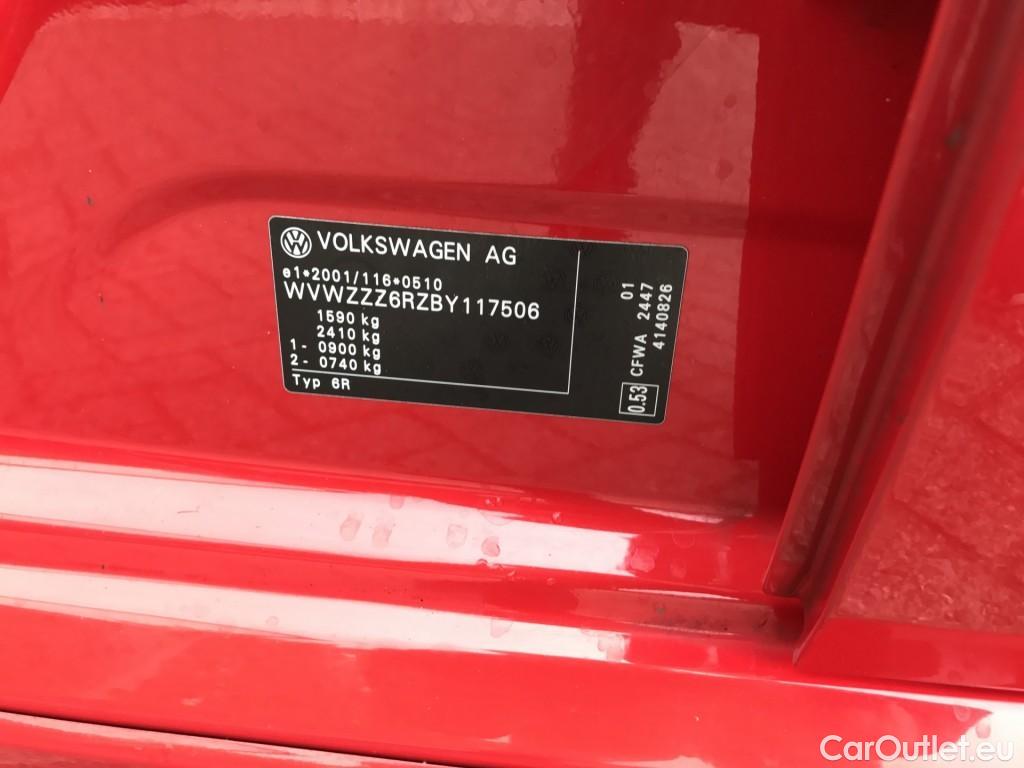 VOLKSWAGEN AG
e1*2001/116*0510
WVWZZZ6RZBY117506
1590 kg
2410 kg
1- 0900 kg
2- 0740 kg
Typ 6R
01
CFWA 2447
0.53
4140826
CarOutlet.eu